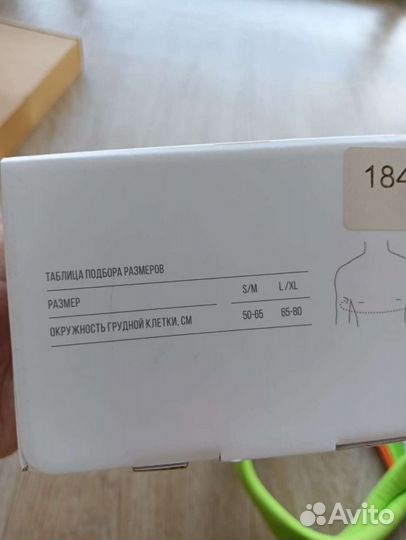 184
ТАБЛИЦА ПОДБОРА РАЗМЕРОВ
РАЗМЕР S/M L /XL
ОКРУЖНОСТЬ ГРУДНОЙ КЛЕТКИ, СМ 50-65 65-80
Avito